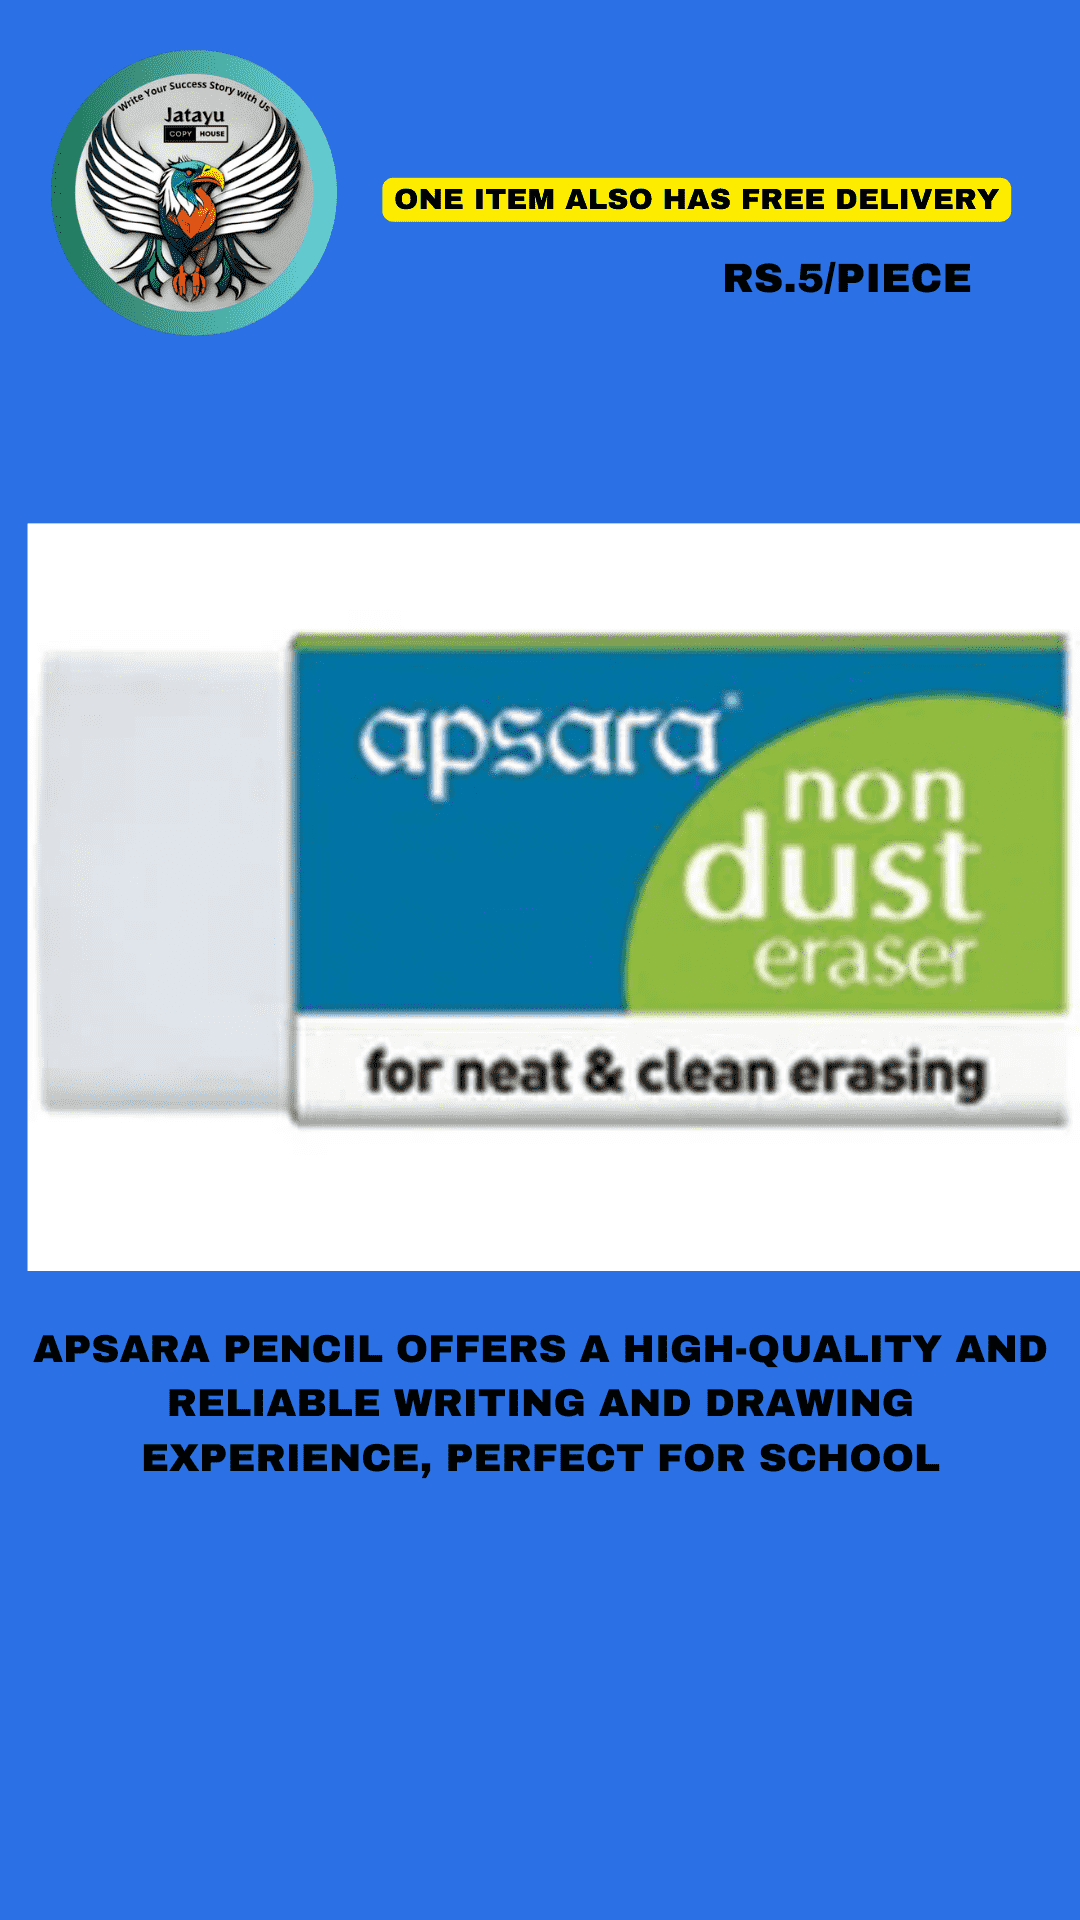 Write Your Success Story with Us
Jatayu
COPY HOUSE
ONE ITEM ALSO HAS FREE DELIVERY
RS.5/PIECE
apsara®
non
dust
eraser
for neat & clean erasing
APSARA PENCIL OFFERS A HIGH-QUALITY AND
RELIABLE WRITING AND DRAWING
EXPERIENCE, PERFECT FOR SCHOOL